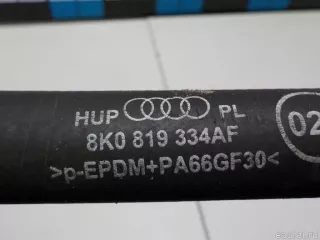 HUP PL
8K0 819 334AF
>p-EPDM+PA66GF30<
02